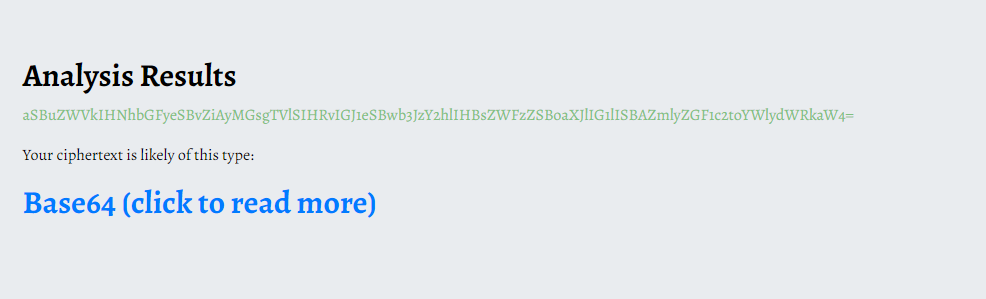 Analysis Results
aSBuZWVkIHNhbGFyeSBvZiAyMGsgTVlSIHRvIGJ1eSBwb3JzY2hlIHBsZWFzZSBoaXJlIG1lISBAZmlyZGF1c2toYWlydWRkaW4=
Your ciphertext is likely of this type:
Base64 (click to read more)